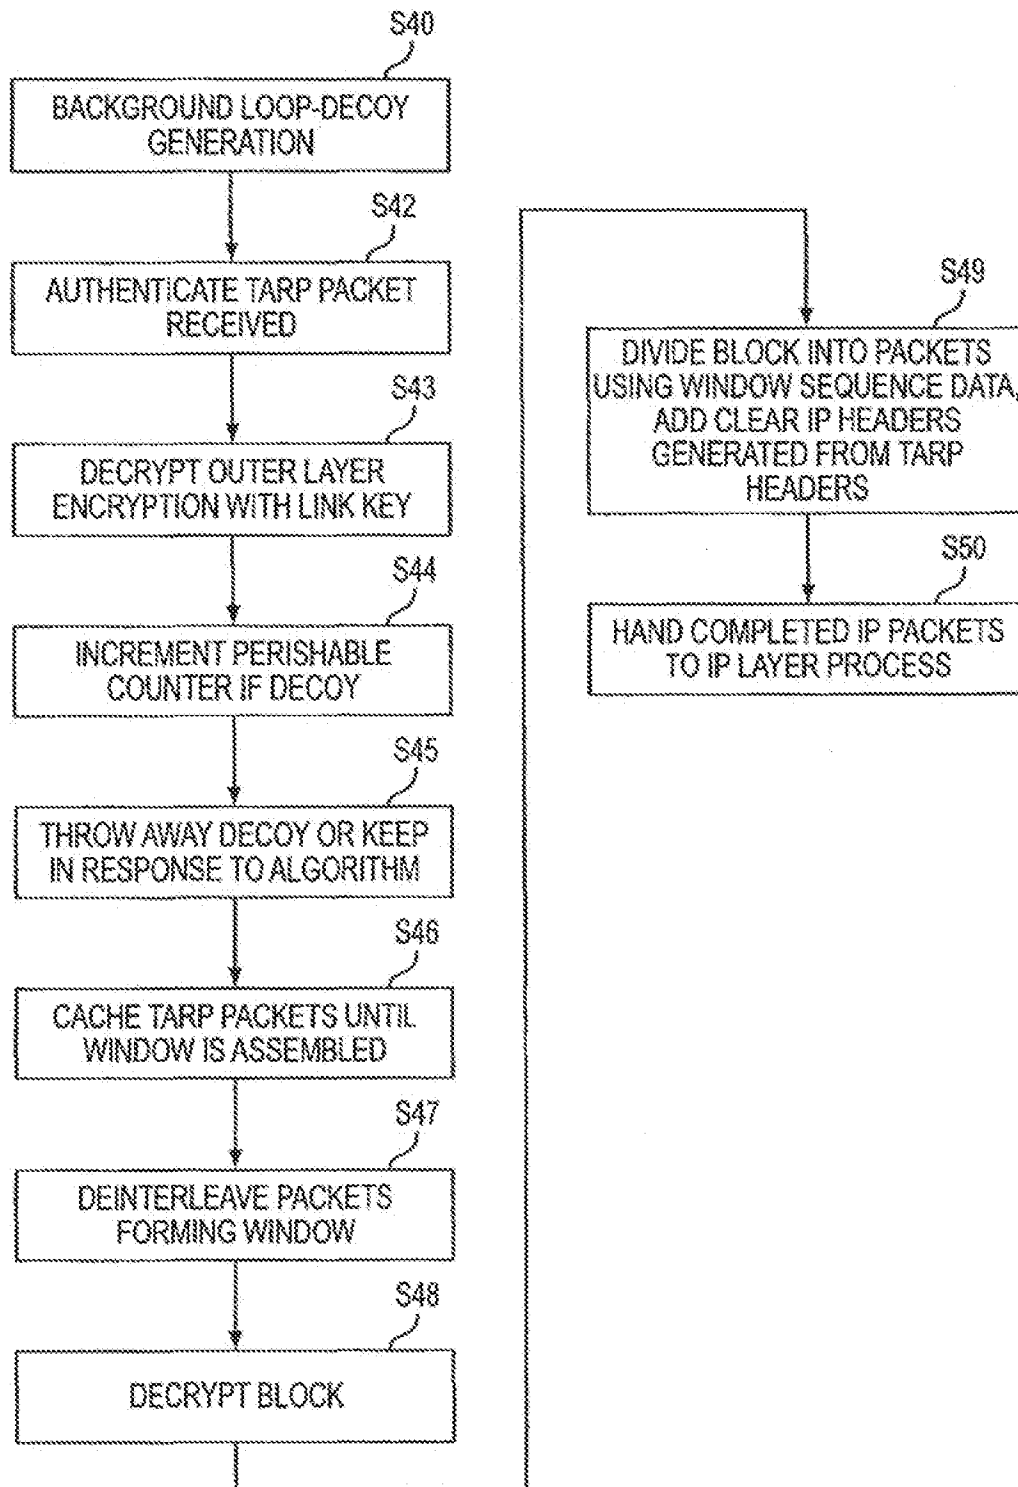 S40
BACKGROUND LOOP-DECOY
GENERATION
S42
AUTHENTICATE TARP PACKET
RECEIVED
S43
DECRYPT OUTER LAYER
ENCRYPTION WITH LINK KEY
S44
INCREMENT PERISHABLE
COUNTER IF DECOY
S45
THROW AWAY DECOY OR KEEP
IN RESPONSE TO ALGORITHM
S46
CACHE TARP PACKETS UNTIL
WINDOW IS ASSEMBLED
S47
DEINTERLEAVE PACKETS
FORMING WINDOW
S48
DECRYPT BLOCK
S49
DIVIDE BLOCK INTO PACKETS
USING WINDOW SEQUENCE DATA,
ADD CLEAR IP HEADERS
GENERATED FROM TARP
HEADERS
S50
HAND COMPLETED IP PACKETS
TO IP LAYER PROCESS